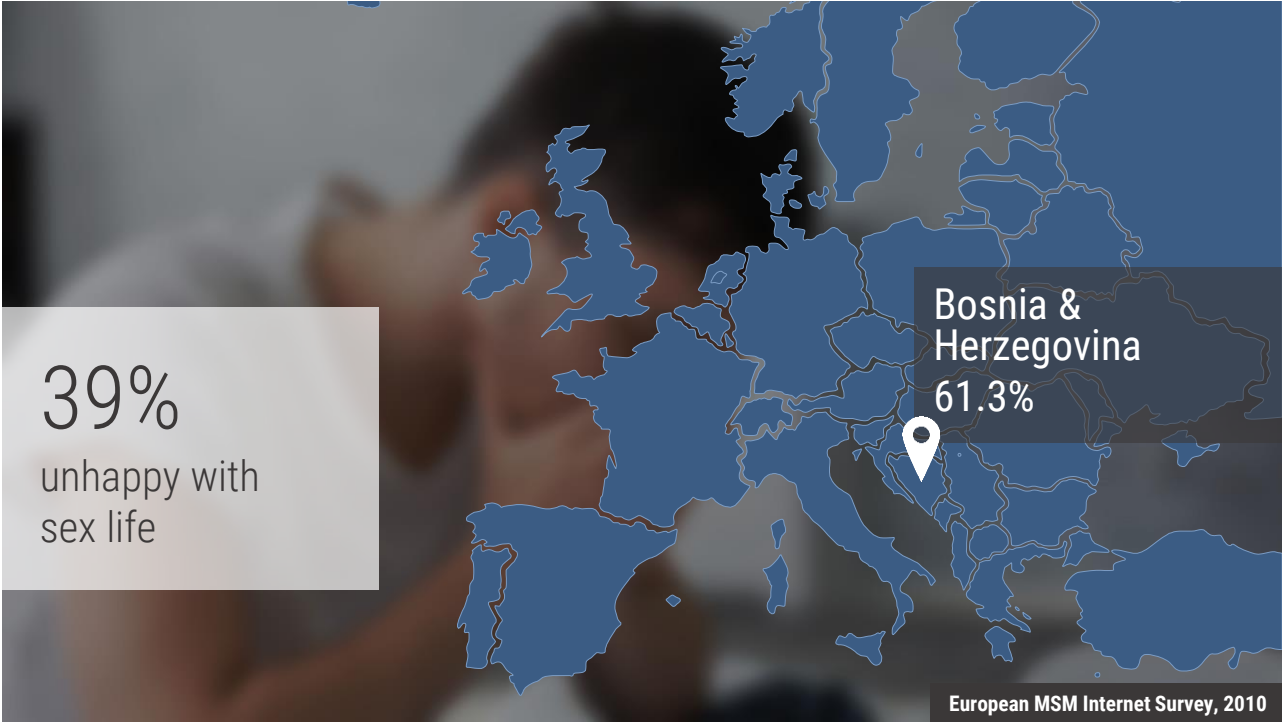 39%
unhappy with
sex life
Bosnia &
Herzegovina
61.3%
European MSM Internet Survey, 2010